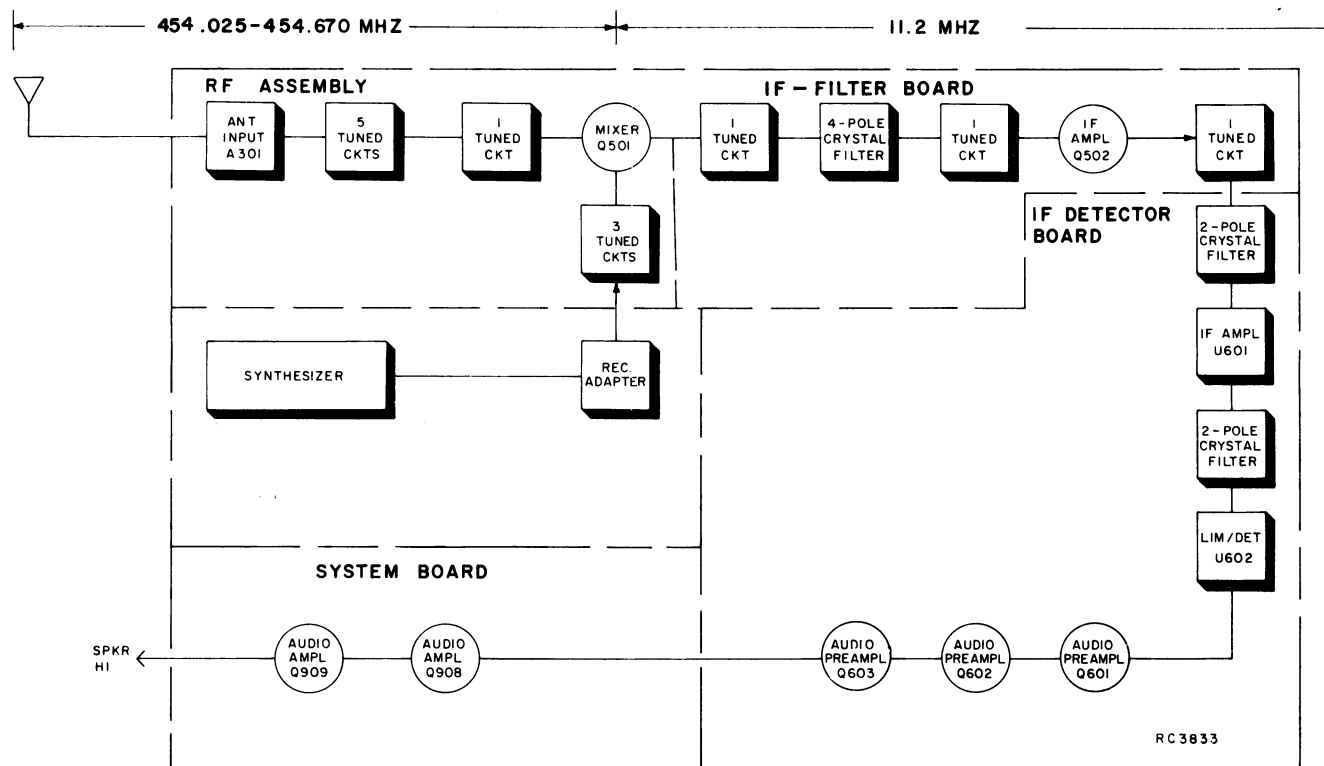 454.025-454.670 MHZ
11.2 MHZ
RF ASSEMBLY
IF-FILTER BOARD
ANT
INPUT
A301
5
TUNED
CKTS
1
TUNED
CKT
MIXER
Q501
1
TUNED
CKT
4-POLE
CRYSTAL
FILTER
1
TUNED
CKT
IF
AMPL
Q502
1
TUNED
CKT
3
TUNED
CKTS
IF DETECTOR
BOARD
2-POLE
CRYSTAL
FILTER
SYNTHESIZER
REC.
ADAPTER
IF AMPL
U601
2-POLE
CRYSTAL
FILTER
LIM/DET
U602
SYSTEM BOARD
SPKR
HI
AUDIO
AMPL
Q909
AUDIO
AMPL
Q908
AUDIO
PREAMPL
Q603
AUDIO
PREAMPL
Q602
AUDIO
PREAMPL
Q601
RC3833